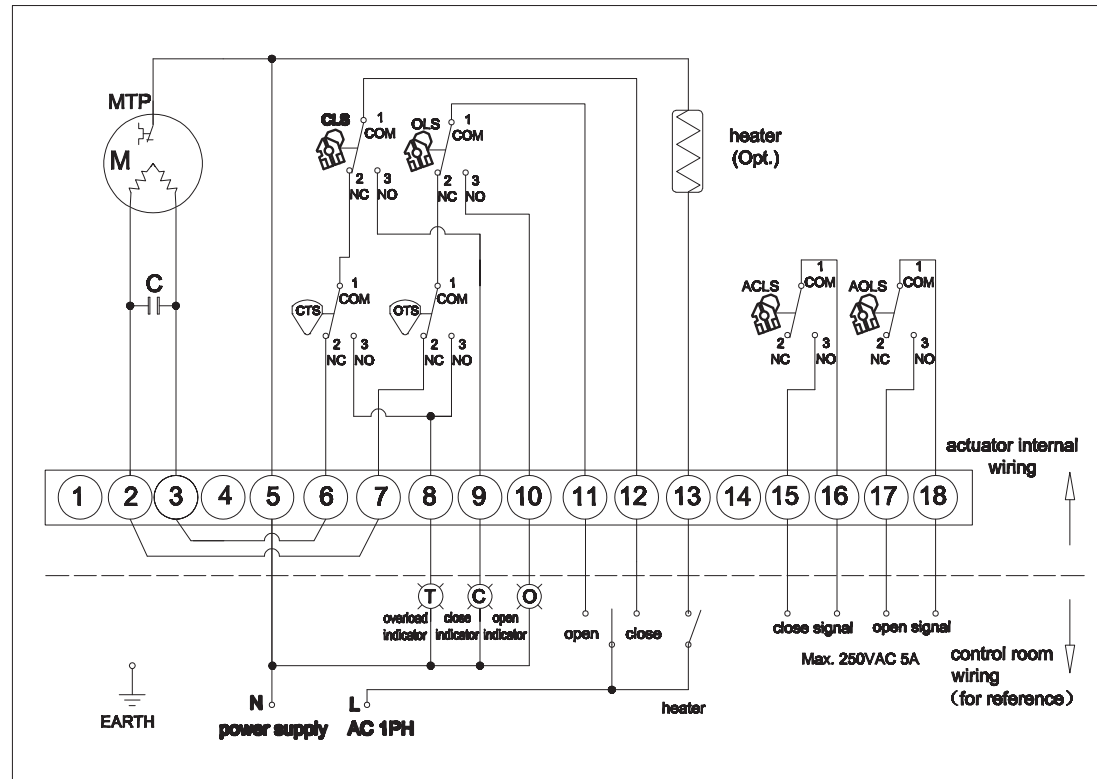 MTP
M
C
CLS
1
COM
2
NC
3
NO
OLS
1
COM
2
NC
3
NO
heater
(Opt.)
CTS
1
COM
2
NC
3
NO
OTS
1
COM
2
NC
3
NO
ACLS
1
COM
2
NC
3
NO
AOLS
1
COM
2
NC
3
NO
actuator internal
wiring
1 2 3 4 5 6 7 8 9 10 11 12 13 14 15 16 17 18
T C O
overload
indicator
close
indicator
open
indicator
open
close
heater
close signal
open signal
Max. 250VAC 5A
control room
wiring
(for reference)
EARTH
N
power supply
L
AC 1PH